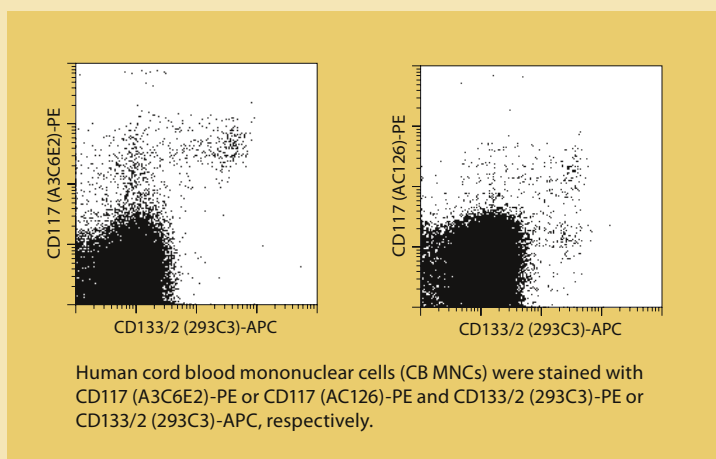 CD117 (A3C6E2)-PE
CD133/2 (293C3)-APC
CD117 (AC126)-PE
CD133/2 (293C3)-APC
Human cord blood mononuclear cells (CB MNCs) were stained with
CD117 (A3C6E2)-PE or CD117 (AC126)-PE and CD133/2 (293C3)-PE or
CD133/2 (293C3)-APC, respectively.